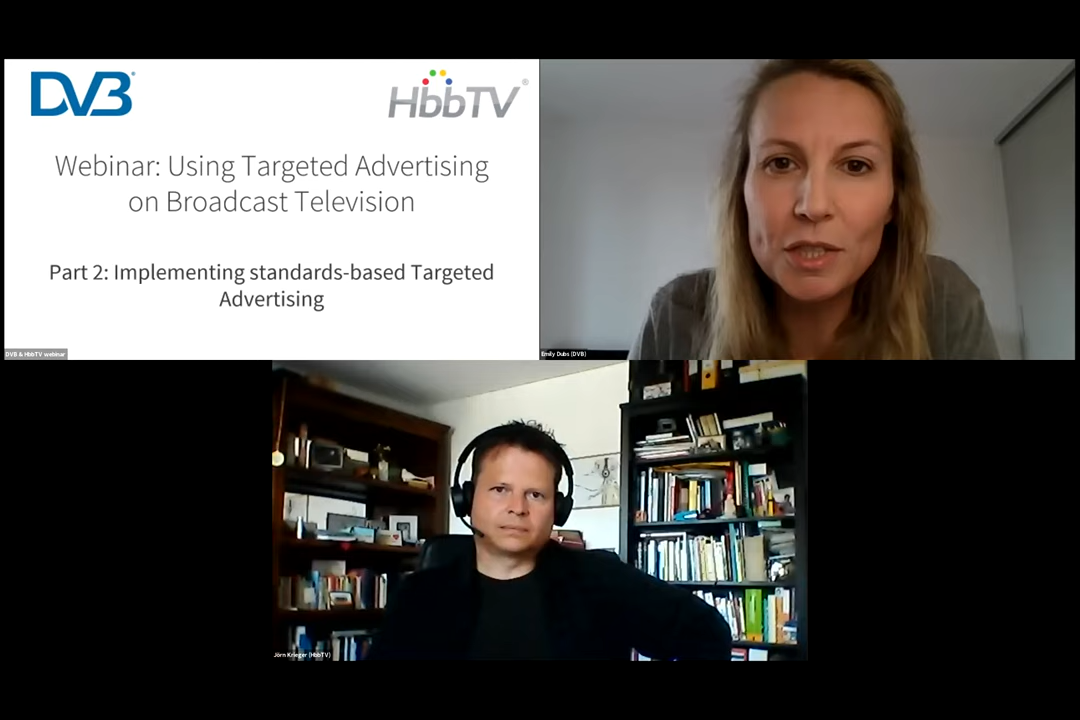 DVB®
HbbTV®
Webinar: Using Targeted Advertising
on Broadcast Television
Part 2: Implementing standards-based Targeted
Advertising
DVB & HbbTV webinar
Emily Dubs (DVB)
Jörn Krieger (HbbTV)